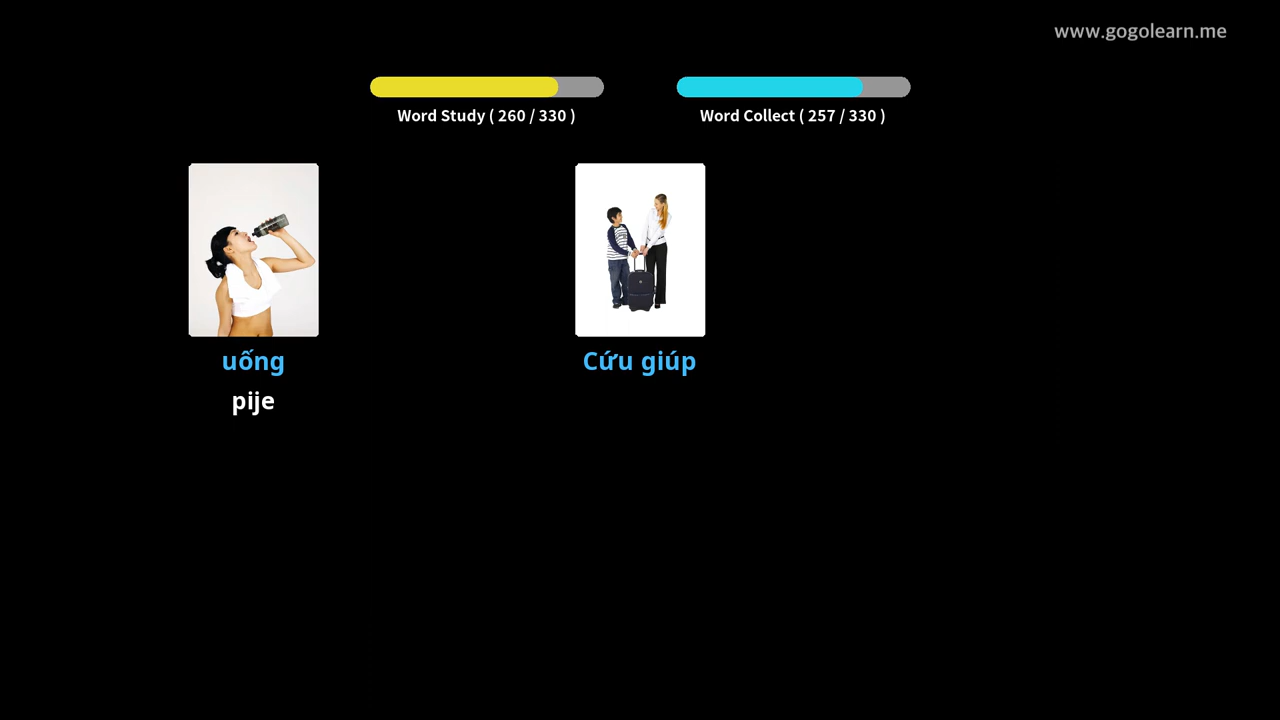 www.gogolearn.me
Word Study ( 260 / 330 )
Word Collect ( 257 / 330 )
uống
pije
Cứu giúp